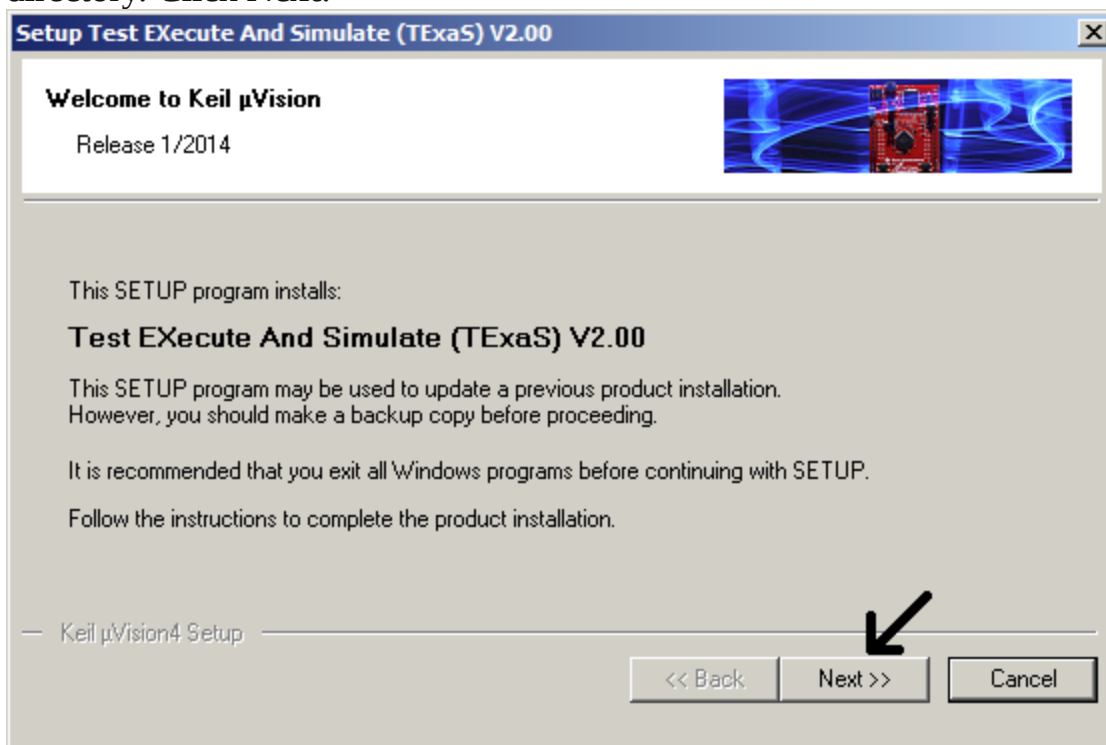 directory. Click Next.
Setup Test EXecute And Simulate (TExaS) V2.00
Welcome to Keil µVision
Release 1/2014
This SETUP program installs:
Test EXecute And Simulate (TExaS) V2.00
This SETUP program may be used to update a previous product installation.
However, you should make a backup copy before proceeding.
It is recommended that you exit all Windows programs before continuing with SETUP.
Follow the instructions to complete the product installation.
Keil µVision4 Setup
<< Back Next >> Cancel